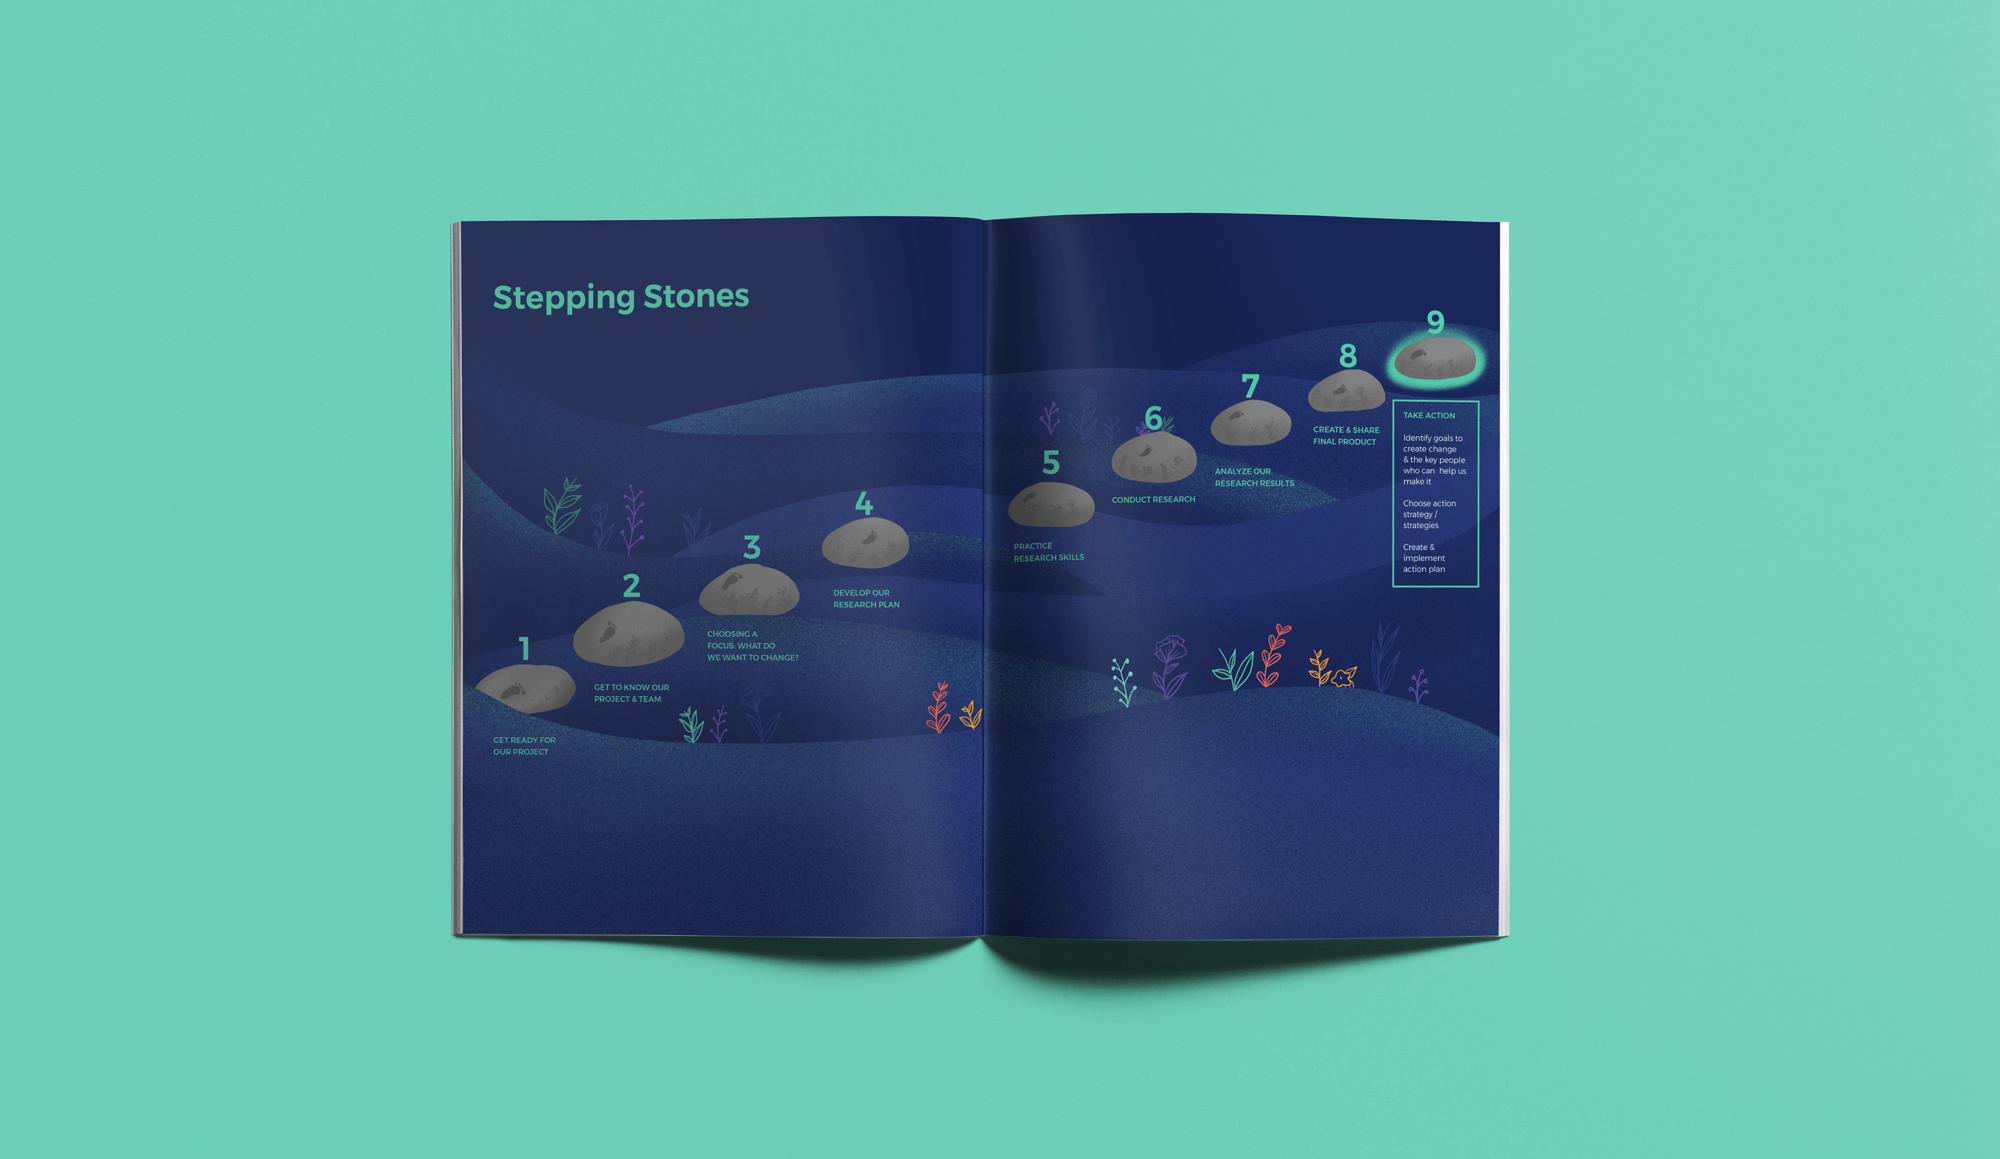 Stepping Stones
1
GET READY FOR
OUR PROJECT
2
GET TO KNOW OUR
PROJECT & TEAM
3
CHOOSING A
FOCUS: WHAT DO
WE WANT TO CHANGE?
4
DEVELOP OUR
RESEARCH PLAN
5
PRACTICE
RESEARCH SKILLS
6
CONDUCT RESEARCH
7
ANALYZE OUR
RESEARCH RESULTS
8
CREATE & SHARE
FINAL PRODUCT
9
TAKE ACTION
Identify goals to
create change
& the key people
who can help us
make it
Choose action
strategy /
strategies
Create &
implement
action plan